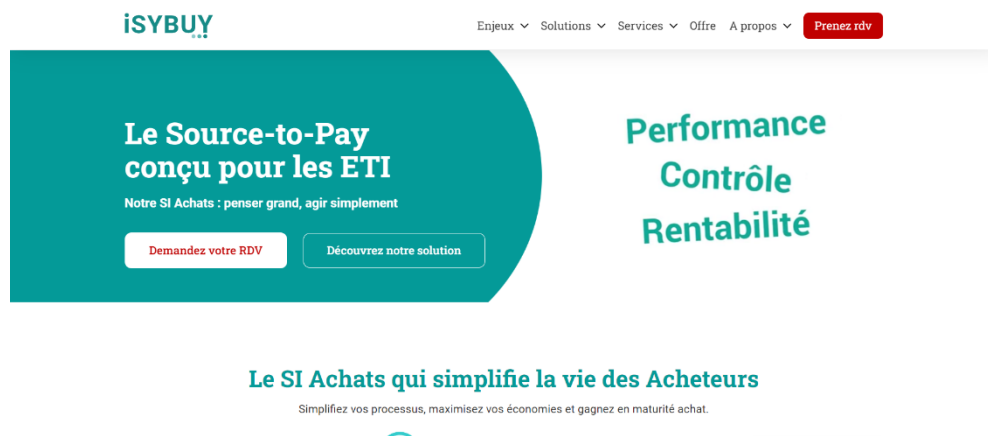 iSYBUY
Enjeux Solutions Services Offre A propos Prenez rdv
Le Source-to-Pay
conçu pour les ETI
Notre SI Achats : penser grand, agir simplement
Demandez votre RDV Découvrez notre solution
Performance
Contrôle
Rentabilité
Le SI Achats qui simplifie la vie des Acheteurs
Simplifiez vos processus, maximisez vos économies et gagnez en maturité achat.